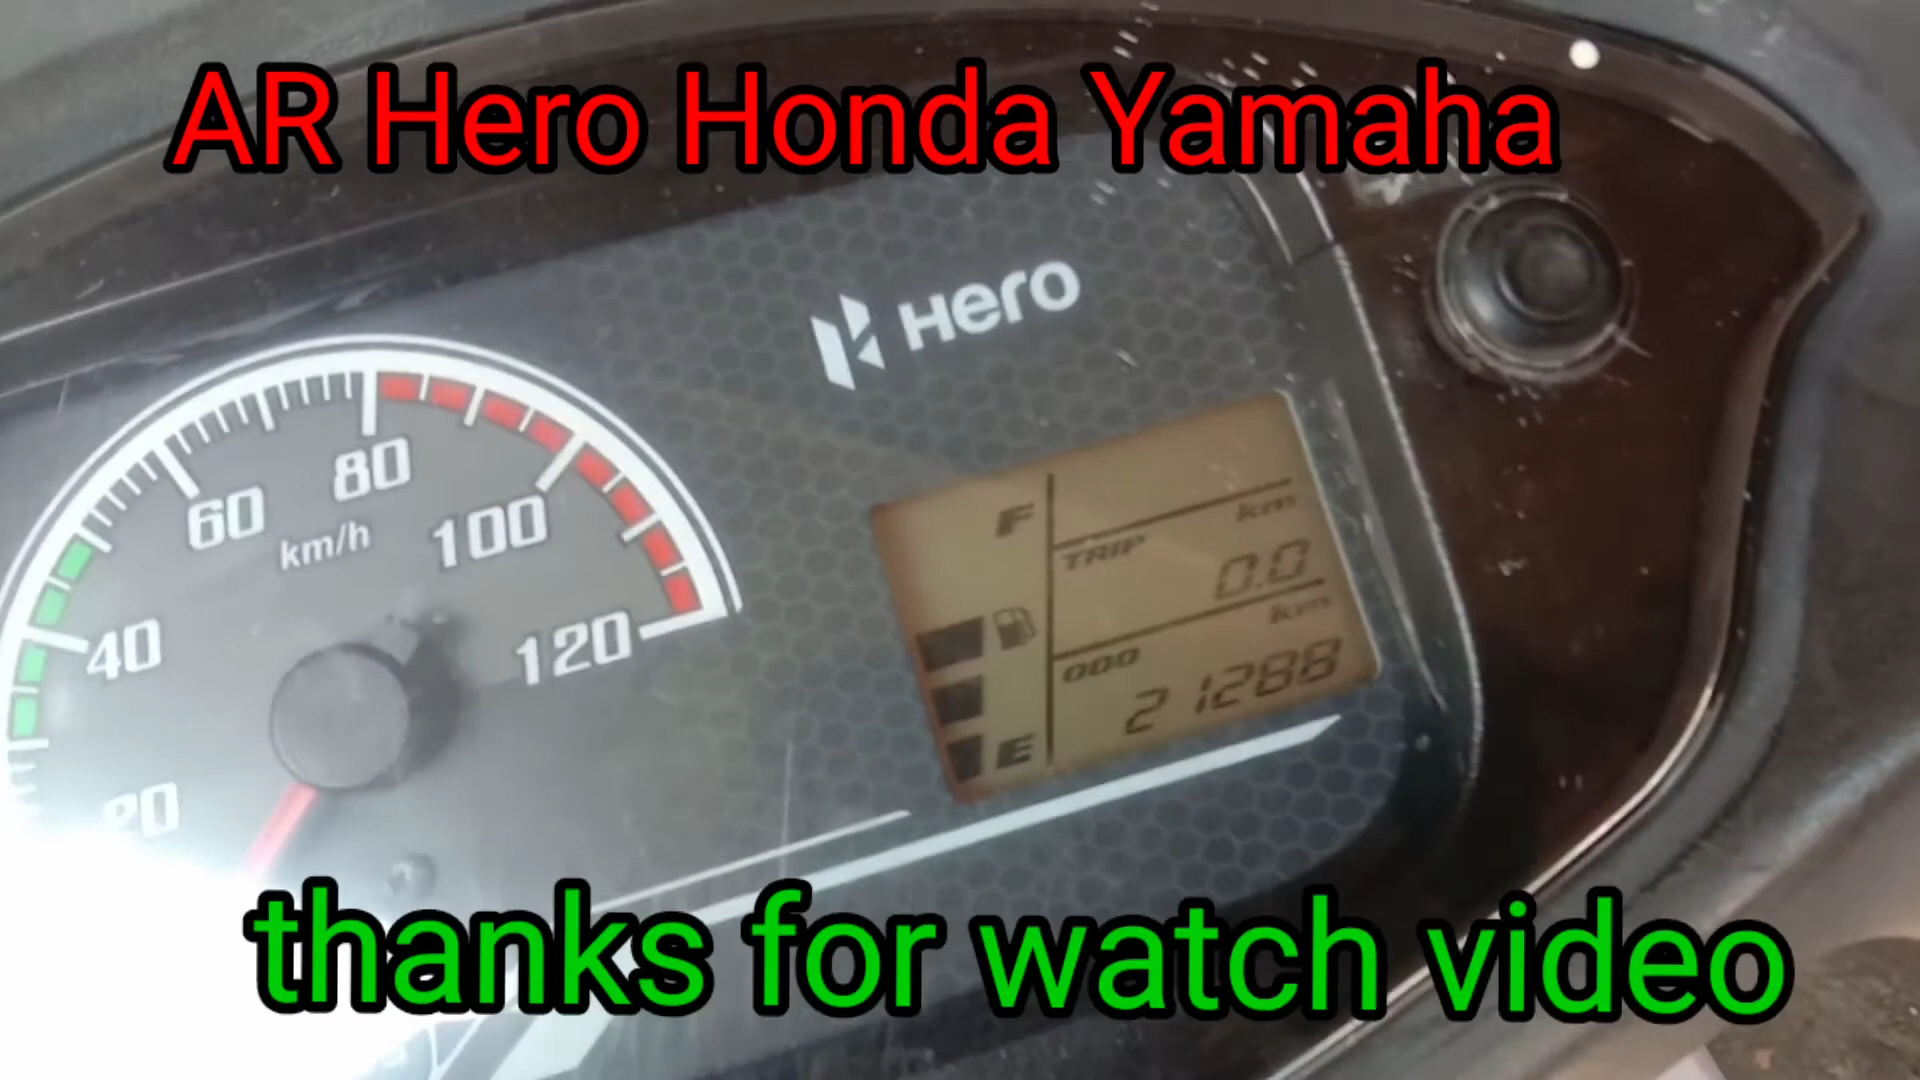 AR Hero Honda Yamaha
Hero
80
60
100
km/h
40
120
20
F
km
TRIP
0.0
km
ODO
21288
E
thanks for watch video